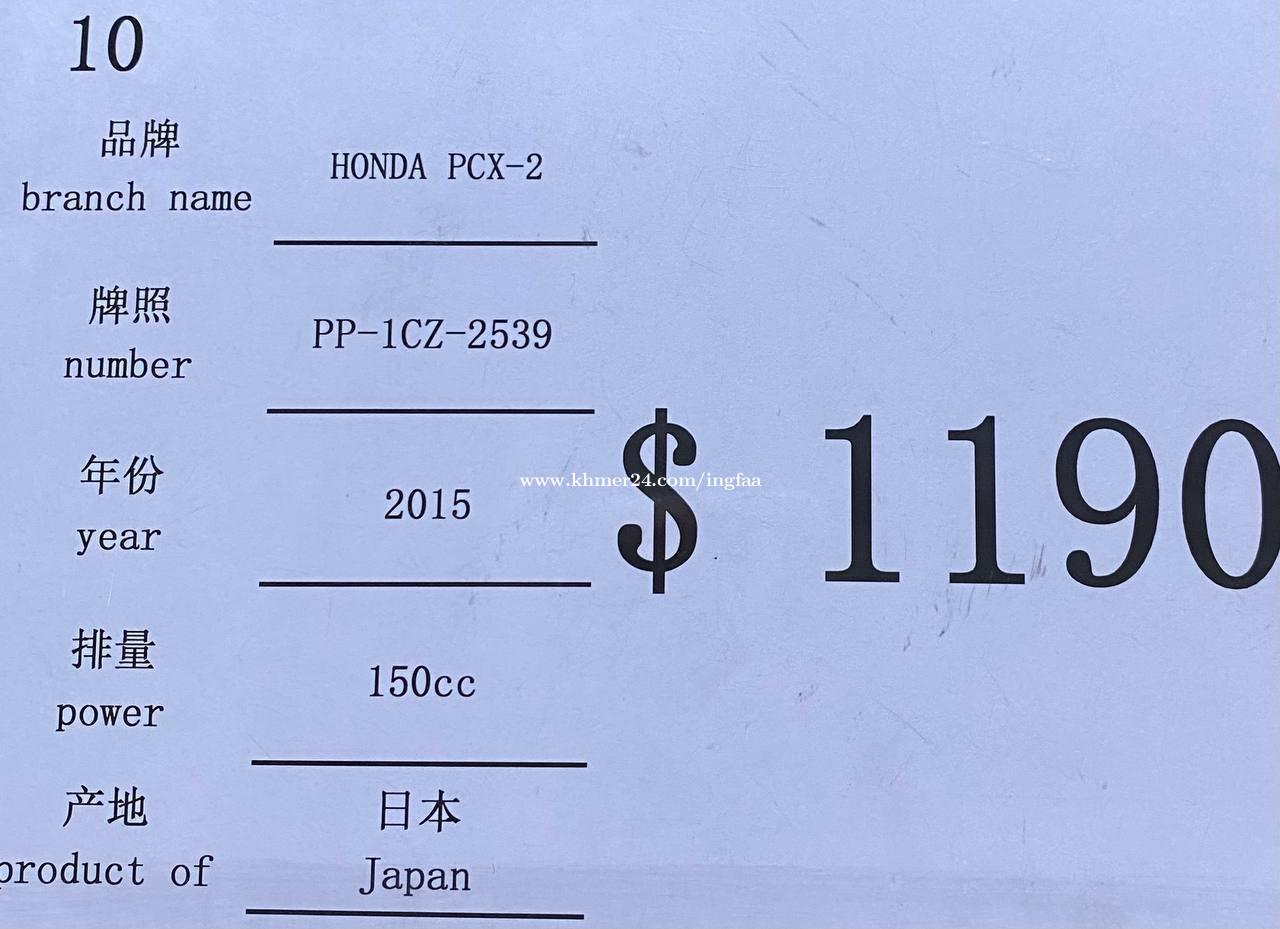 10
品牌
branch name
HONDA PCX-2
牌照
number
PP-1CZ-2539
年份
year
2015
$ 1190
www.khmer24.com/ingfaa
排量
power
150cc
产地
product of
日本
Japan